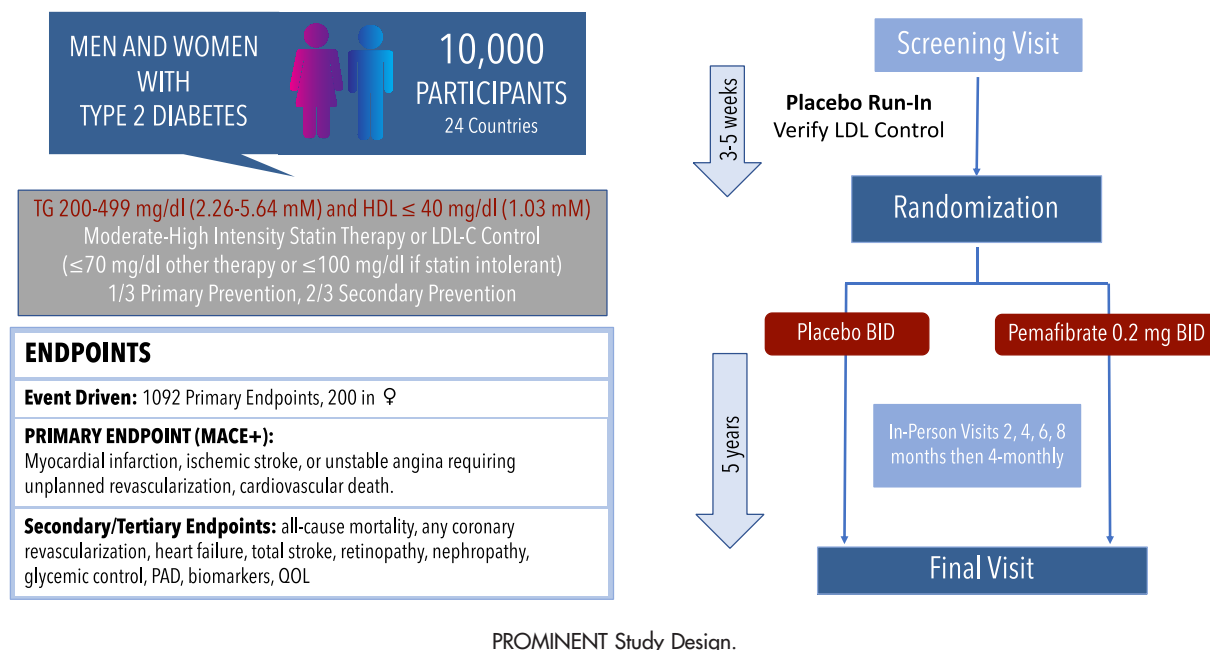 MEN AND WOMEN
WITH
TYPE 2 DIABETES
10,000
PARTICIPANTS
24 Countries
TG 200-499 mg/dl (2.26-5.64 mM) and HDL ≤ 40 mg/dl (1.03 mM)
Moderate-High Intensity Statin Therapy or LDL-C Control
(≤70 mg/dl other therapy or ≤100 mg/dl if statin intolerant)
1/3 Primary Prevention, 2/3 Secondary Prevention
ENDPOINTS
Event Driven: 1092 Primary Endpoints, 200 in ♀
PRIMARY ENDPOINT (MACE+):
Myocardial infarction, ischemic stroke, or unstable angina requiring
unplanned revascularization, cardiovascular death.
Secondary/Tertiary Endpoints: all-cause mortality, any coronary
revascularization, heart failure, total stroke, retinopathy, nephropathy,
glycemic control, PAD, biomarkers, QOL
Screening Visit
3-5 weeks
Placebo Run-In
Verify LDL Control
Randomization
Placebo BID
Pemafibrate 0.2 mg BID
5 years
In-Person Visits 2, 4, 6, 8
months then 4-monthly
Final Visit
PROMINENT Study Design.